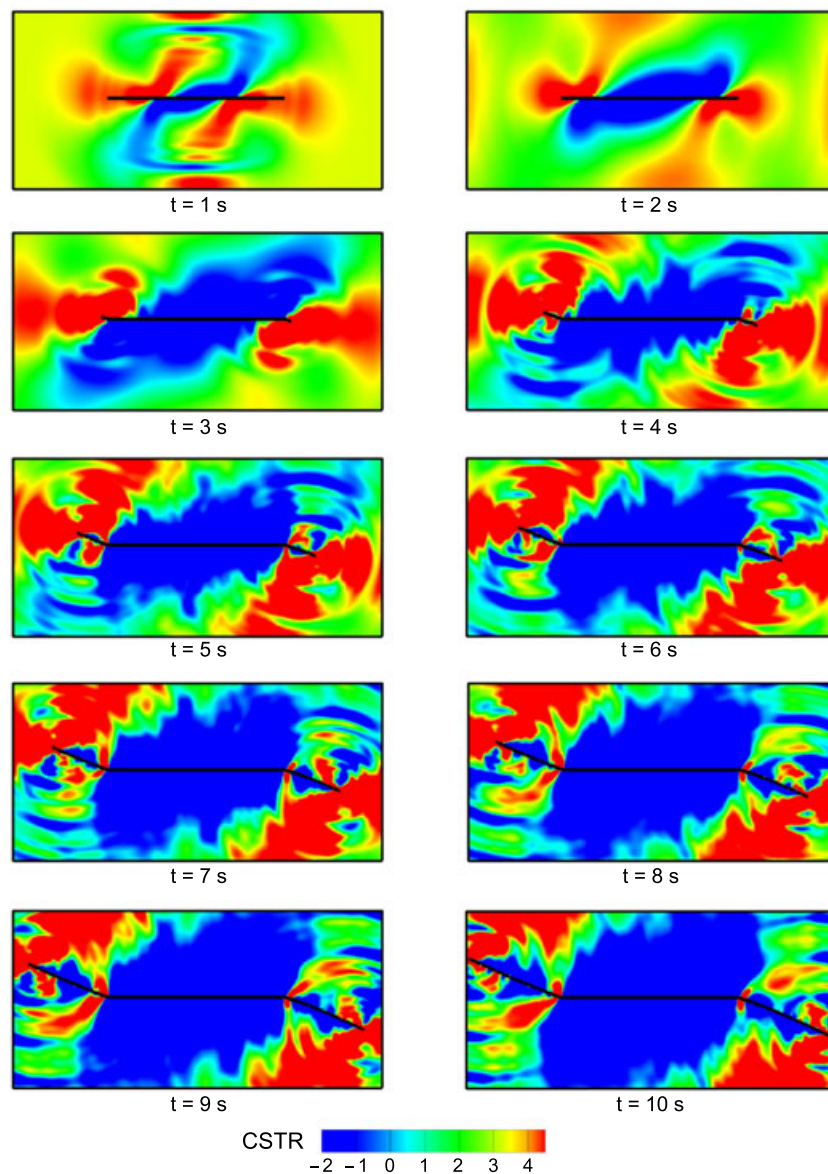 t = 1 s
t = 2 s
t = 3 s
t = 4 s
t = 5 s
t = 6 s
t = 7 s
t = 8 s
t = 9 s
t = 10 s
CSTR
−2 −1 0 1 2 3 4